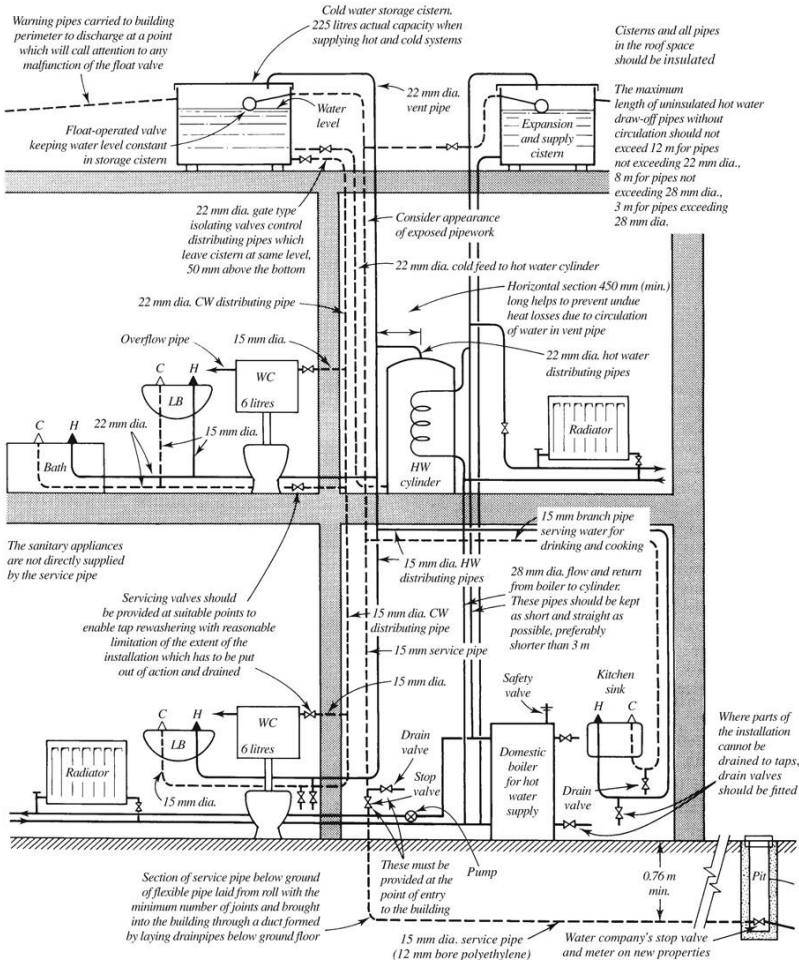 Warning pipes carried to building
perimeter to discharge at a point
which will call attention to any
malfunction of the float valve
Cold water storage cistern.
225 litres actual capacity when
supplying hot and cold systems
Cisterns and all pipes
in the roof space
should be insulated
22 mm dia.
vent pipe
Water
level
Float-operated valve
keeping water level constant
in storage cistern
Expansion
and supply
cistern
The maximum
length of uninsulated hot water
draw-off pipes without
circulation should not
exceed 12 m for pipes
not exceeding 22 mm dia.,
8 m for pipes not
exceeding 28 mm dia.,
3 m for pipes exceeding
28 mm dia.
22 mm dia. gate type
isolating valves control
distributing pipes which
leave cistern at same level,
50 mm above the bottom
Consider appearance
of exposed pipework
22 mm dia. cold feed to hot water cylinder
Horizontal section 450 mm (min.)
long helps to prevent undue
heat losses due to circulation
of water in vent pipe
22 mm dia. CW distributing pipe
Overflow pipe
15 mm dia.
22 mm dia. hot water
distributing pipes
C
H
LB
WC
6 litres
C
H
22 mm dia.
15 mm dia.
Bath
HW
cylinder
Radiator
The sanitary appliances
are not directly supplied
by the service pipe
15 mm branch pipe
serving water for
drinking and cooking
15 mm dia. HW
distributing pipes
28 mm dia. flow and return
from boiler to cylinder.
These pipes should be kept
as short and straight as
possible, preferably
shorter than 3 m
Servicing valves should
be provided at suitable points to
enable tap rewashering with reasonable
limitation of the extent of the
installation which has to be put
out of action and drained
15 mm dia. CW
distributing pipe
15 mm service pipe
15 mm dia.
Safety
valve
Kitchen
sink
H
C
C
H
LB
WC
6 litres
Drain
valve
Stop
valve
Domestic
boiler
for hot
water
supply
Drain
valve
Where parts of
the installation
cannot be
drained to taps,
drain valves
should be fitted
Radiator
15 mm dia.
These must be
provided at the
point of entry
to the building
Pump
0.76 m
min.
Pit
Section of service pipe below ground
of flexible pipe laid from roll with the
minimum number of joints and brought
into the building through a duct formed
by laying drainpipes below ground floor
15 mm dia. service pipe
(12 mm bore polyethylene)
Water company's stop valve
and meter on new properties